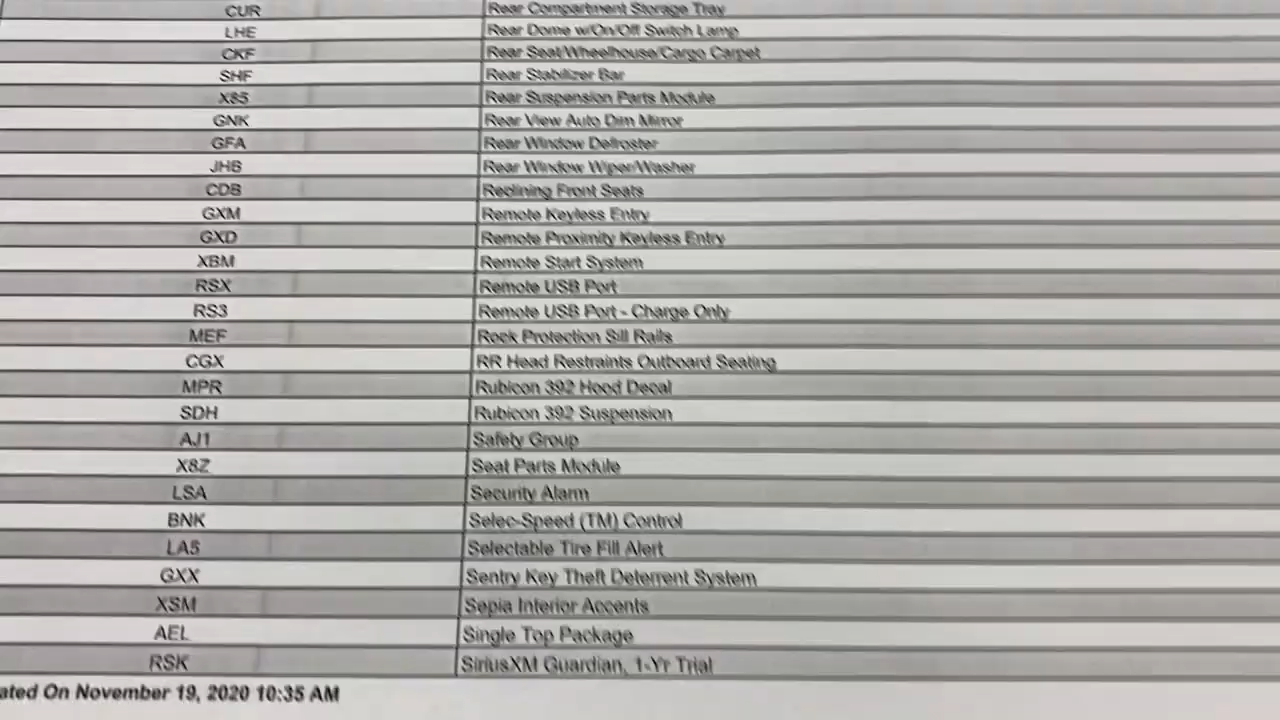 CUR Rear Compartment Storage Tray
LHE Rear Dome w/On/Off Switch Lamp
CKF Rear Seat/Wheelhouse/Cargo Carpet
SHF Rear Stabilizer Bar
X85 Rear Suspension Parts Module
GNK Rear View Auto Dim Mirror
GFA Rear Window Defroster
JHB Rear Window Wiper/Washer
CDB Reclining Front Seats
GXM Remote Keyless Entry
GXD Remote Proximity Keyless Entry
XBM Remote Start System
RSX Remote USB Port
RS3 Remote USB Port - Charge Only
MEF Rock Protection Sill Rails
CGX RR Head Restraints Outboard Seating
MPR Rubicon 392 Hood Decal
SDH Rubicon 392 Suspension
AJ1 Safety Group
X8Z Seat Parts Module
LSA Security Alarm
BNK Selec-Speed (TM) Control
LAS Selectable Tire Fill Alert
GXX Sentry Key Theft Deterrent System
XSM Sepia Interior Accents
AEL Single Top Package
RSK SiriusXM Guardian, 1-Yr Trial
ated On November 19, 2020 10:35 AM